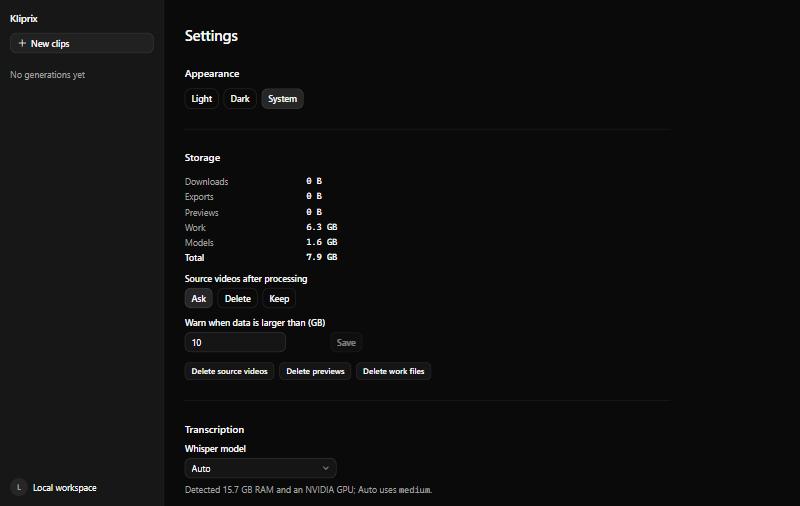 Kliprix
+ New clips
No generations yet
Settings
Appearance
Light Dark System
Storage
Downloads 0 B
Exports 0 B
Previews 0 B
Work 6.3 GB
Models 1.6 GB
Total 7.9 GB
Source videos after processing
Ask Delete Keep
Warn when data is larger than (GB)
10 Save
Delete source videos Delete previews Delete work files
Transcription
Whisper model
Auto
Detected 15.7 GB RAM and an NVIDIA GPU; Auto uses medium.
L Local workspace